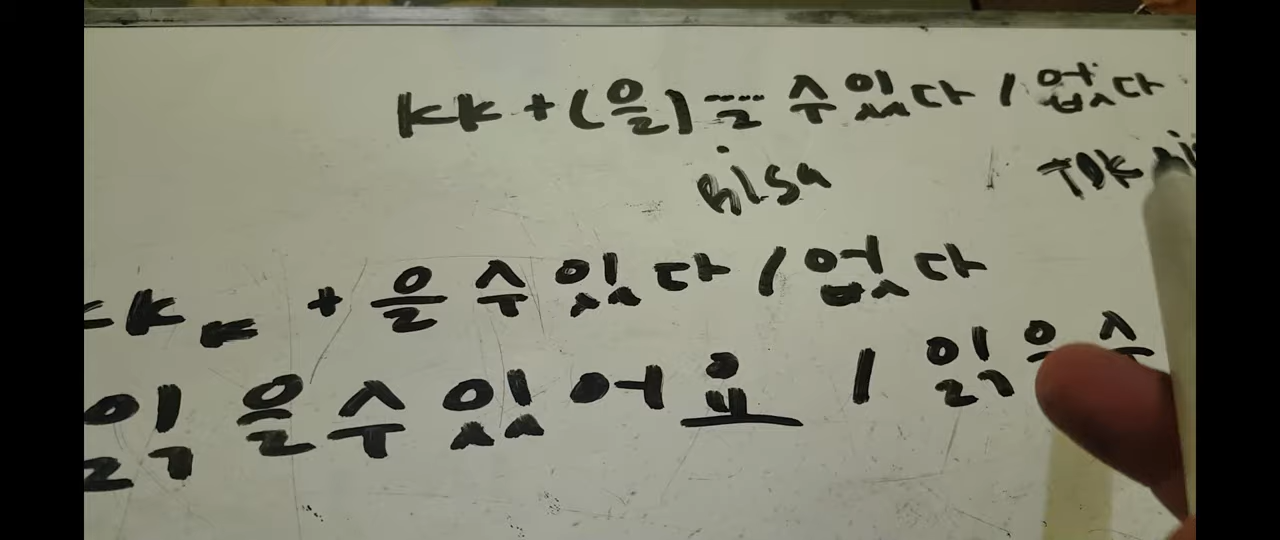 KK + (을) ---ㄹ 수 있다 / 없다
Bisa
KK ㅂ + 을 수 있다 / 없다
읽을수 있어요 / 읽을수